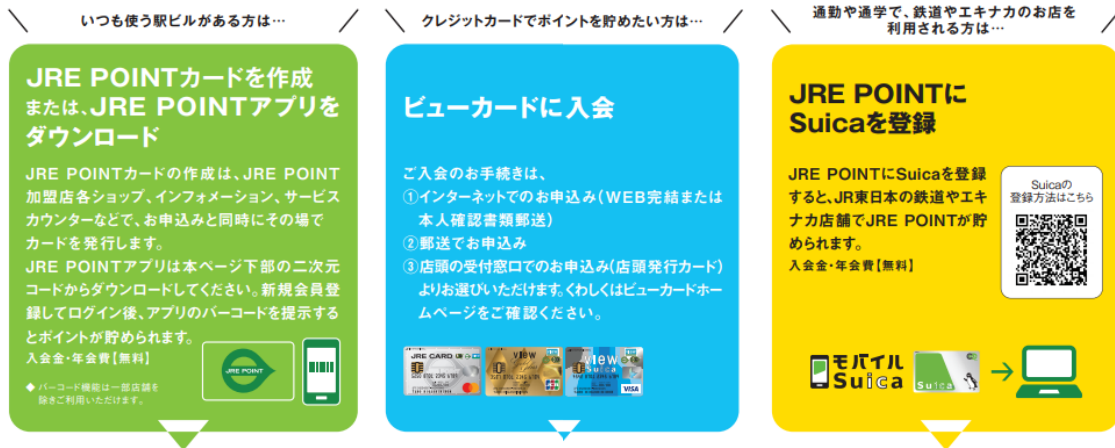 いつも使う駅ビルがある方は…
JRE POINTカードを作成
または、JRE POINTアプリを
ダウンロード
JRE POINTカードの作成は、JRE POINT
加盟店各ショップ、インフォメーション、サービス
カウンターなどで、お申込みと同時にその場で
カードを発行します。
JRE POINTアプリは本ページ下部の二次元
コードからダウンロードしてください。新規会員登
録してログイン後、アプリのバーコードを提示する
とポイントが貯められます。
入会金・年会費【無料】
◆ バーコード機能は一部店舗を
除きご利用いただけます。
JRE POINT
クレジットカードでポイントを貯めたい方は…
ビューカードに入会
ご入会のお手続きは、
①インターネットでのお申込み（WEB完結または
本人確認書類郵送）
②郵送でお申込み
③店頭の受付窓口でのお申込み（店頭発行カード）
よりお選びいただけます。くわしくはビューカードホー
ムページをご確認ください。
JRE CARD
view
view
Suica
JCB
VISA
通勤や通学で、鉄道やエキナカのお店を
利用される方は…
JRE POINTに
Suicaを登録
JRE POINTにSuicaを登録
すると、JR東日本の鉄道やエキ
ナカ店舗でJRE POINTが貯
められます。
入会金・年会費【無料】
Suicaの
登録方法はこちら
モバイル
Suica
Suica